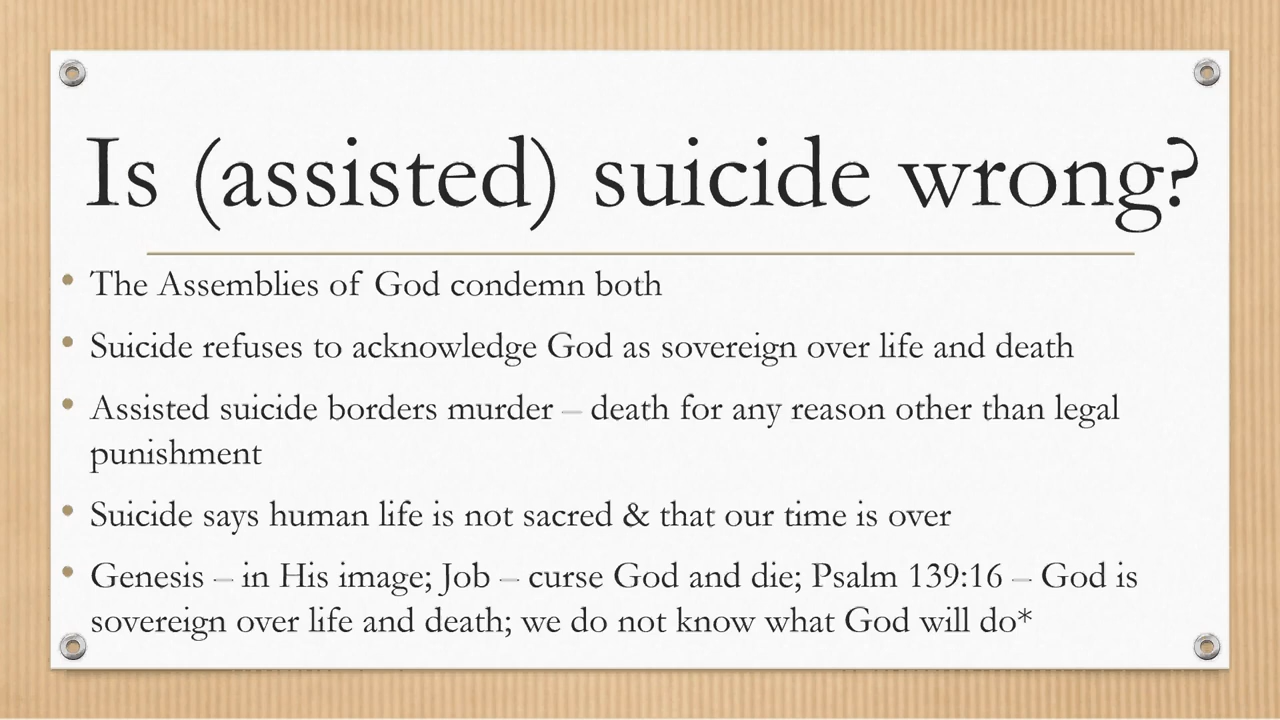 Is (assisted) suicide wrong?
• The Assemblies of God condemn both
• Suicide refuses to acknowledge God as sovereign over life and death
• Assisted suicide borders murder – death for any reason other than legal
punishment
• Suicide says human life is not sacred & that our time is over
• Genesis – in His image; Job – curse God and die; Psalm 139:16 – God is
sovereign over life and death; we do not know what God will do*